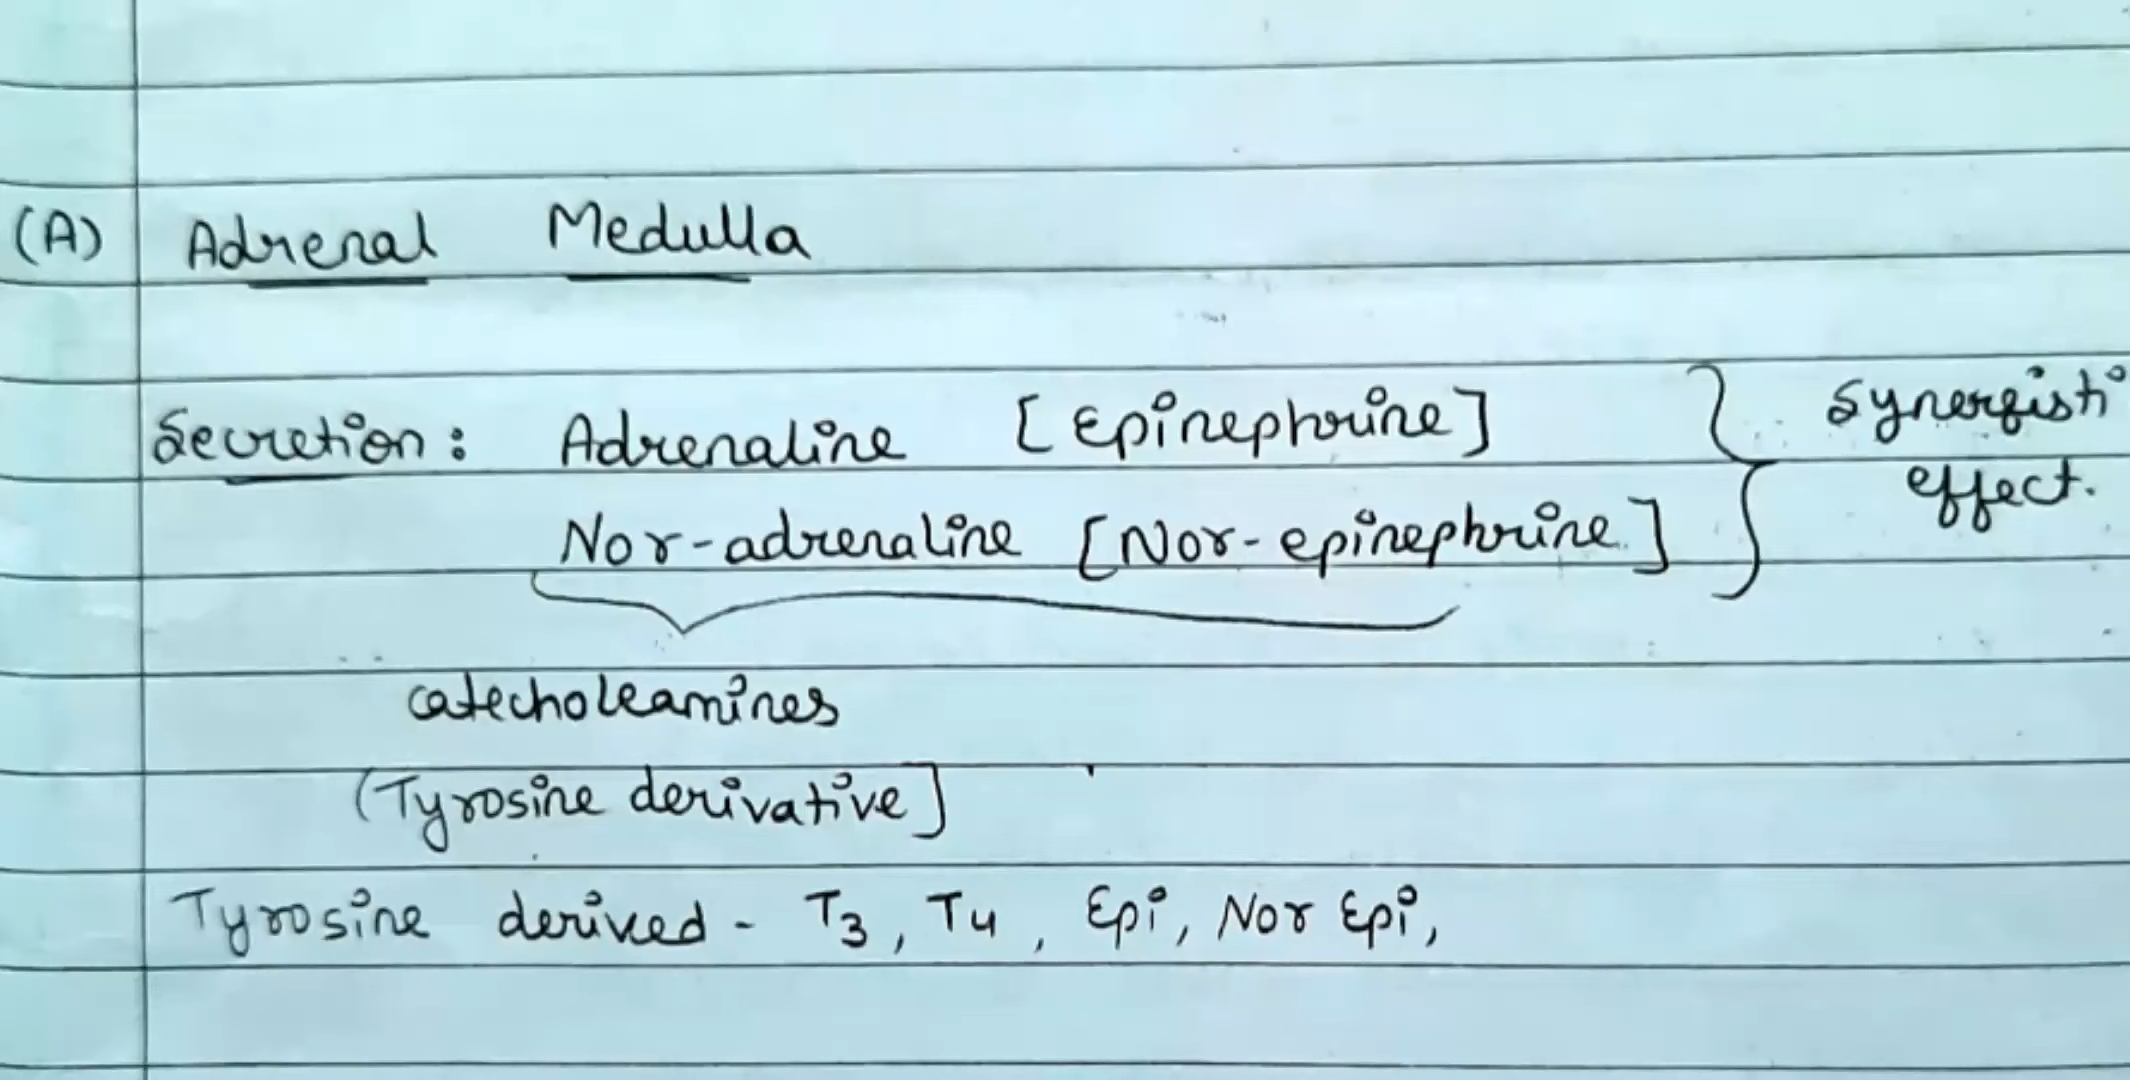 (A) Adrenal Medulla
Secretion: Adrenaline [Epinephrine] } Synergisti
Nor-adrenaline [Nor-epinephrine] effect.
catecholeamines
(Tyrosine derivative]
Tyrosine derived - T3, T4, Epi, Nor Epi,